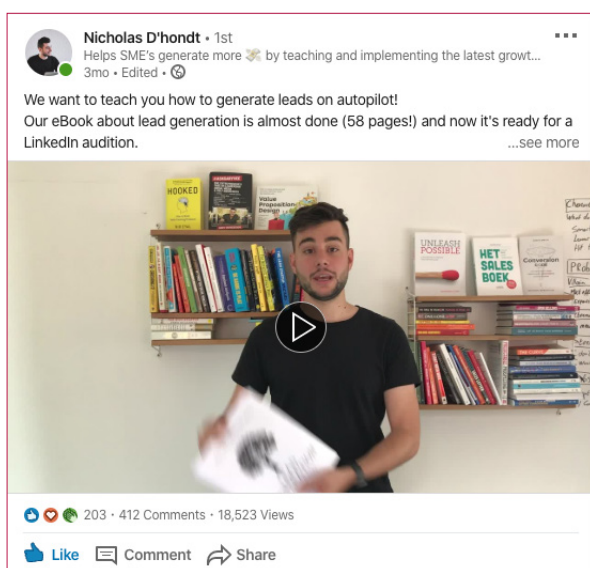 Nicholas D'hondt • 1st
Helps SME's generate more 💸 by teaching and implementing the latest growt...
3mo • Edited •
We want to teach you how to generate leads on autopilot!
Our eBook about lead generation is almost done (58 pages!) and now it's ready for a
LinkedIn audition.
...see more
HOOKED
Value
Proposition
Design
UNLEASH
POSSIBLE
HET
SALES
BOEK
Conversion
203 • 412 Comments • 18,523 Views
Like Comment Share